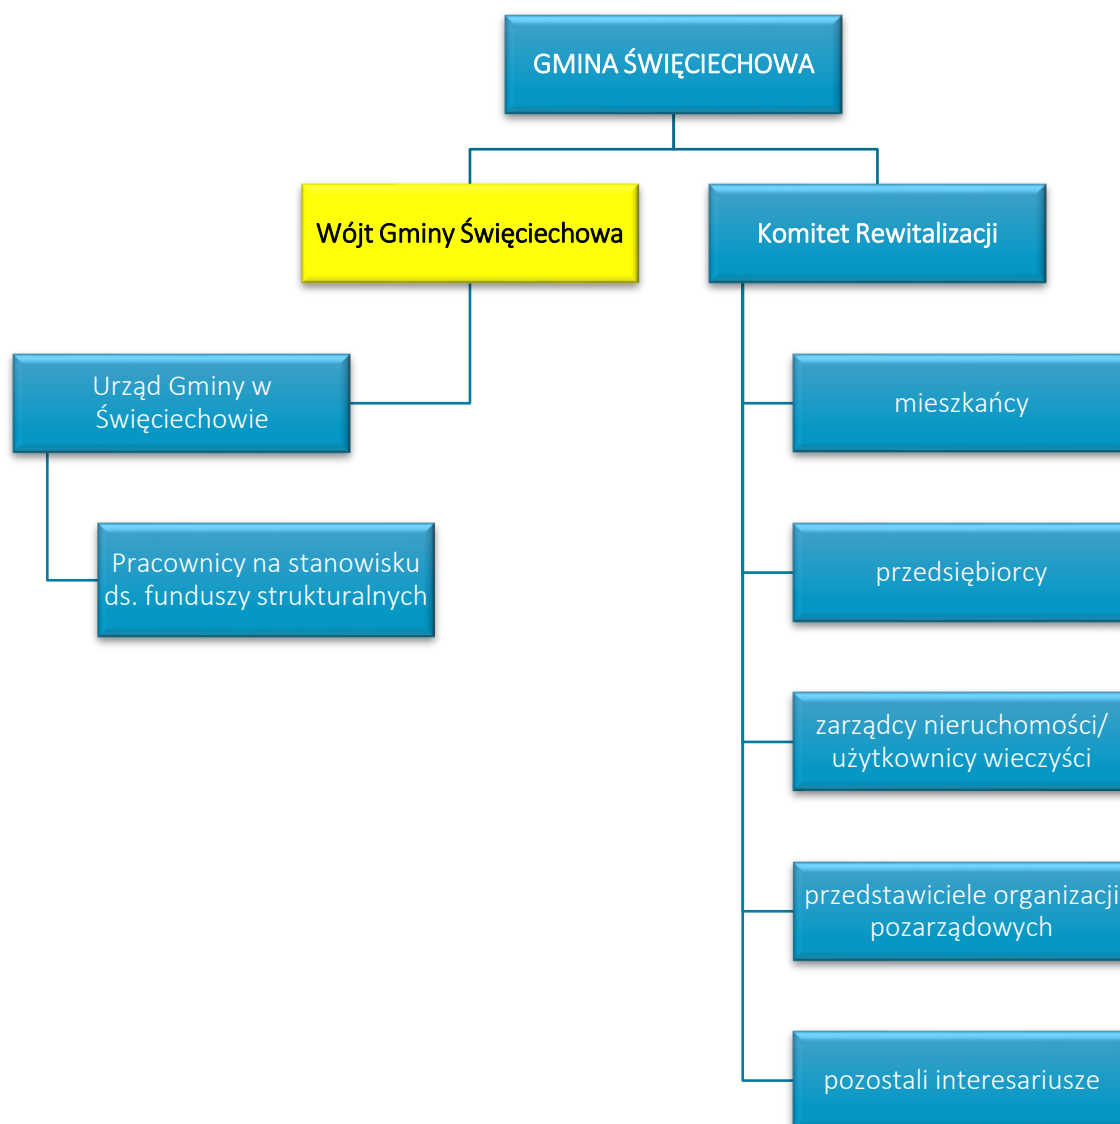 GMINA ŚWIĘCIECHOWA
Wójt Gminy Święciechowa
Komitet Rewitalizacji
Urząd Gminy w
Święciechowie
Pracownicy na stanowisku
ds. funduszy strukturalnych
mieszkańcy
przedsiębiorcy
zarządcy nieruchomości/
użytkownicy wieczyści
przedstawiciele organizacji
pozarządowych
pozostali interesariusze